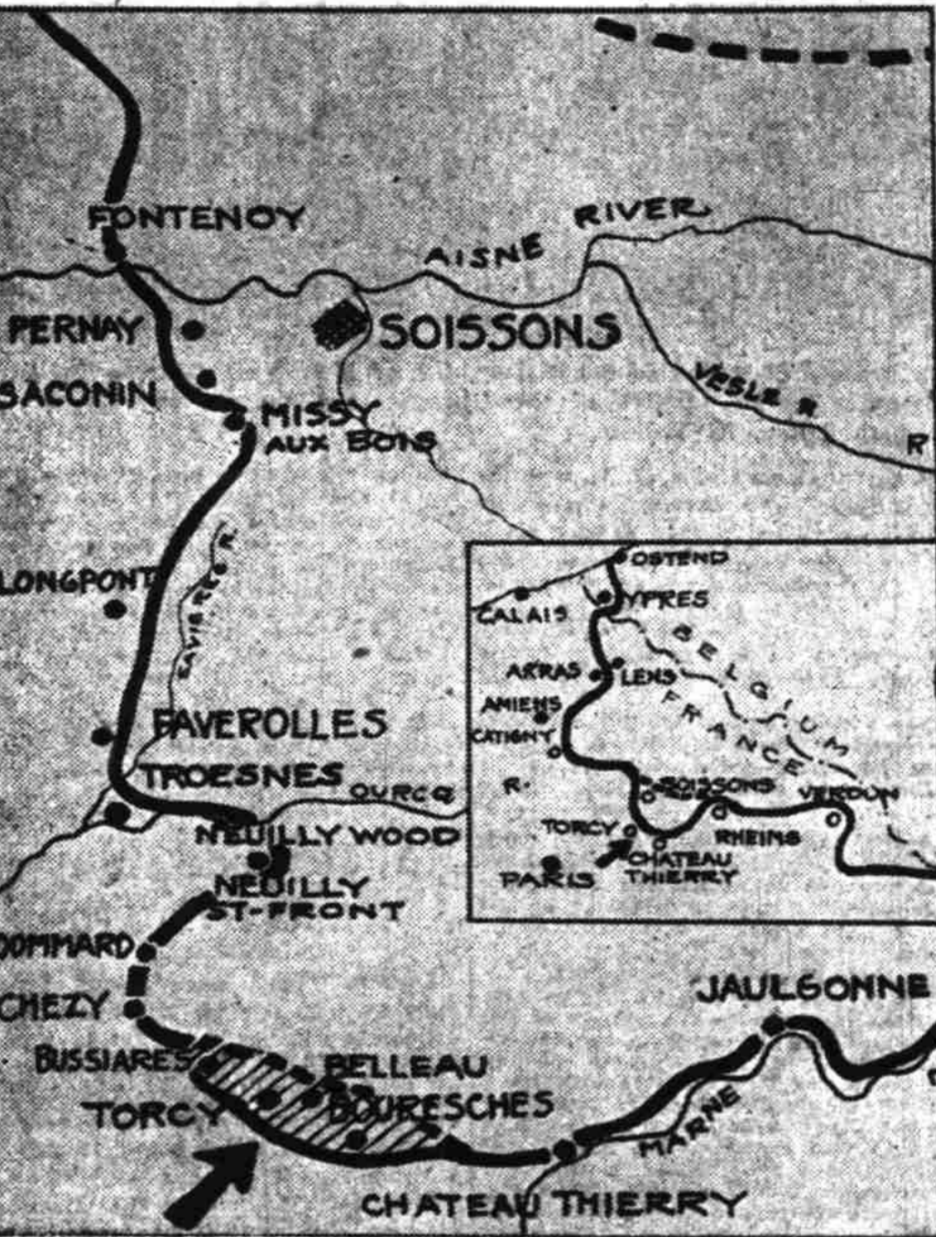 FONTENOY
AISNE RIVER
PERNAY
SOISSONS
SACONIN
VESLE R
MISSY
AUX BOIS
R
LONGPONT
SAVIERES R.
FAVEROLLES
TROESNES
OURCQ
NEUILLY WOOD
NEUILLY
ST-FRONT
DOMMARD
CHEZY
BUSSIARES
BELLEAU
TORCY
BOURESCHES
JAULGONNE
MARNE
CHATEAU THIERRY
OSTEND
CALAIS
YPRES
BELGIUM
ARRAS
LENS
FRANCE
AMIENS
CATIGNY
R.
SOISSONS
VERDUN
RHEIMS
TORCY
CHATEAU
THIERRY
PARIS